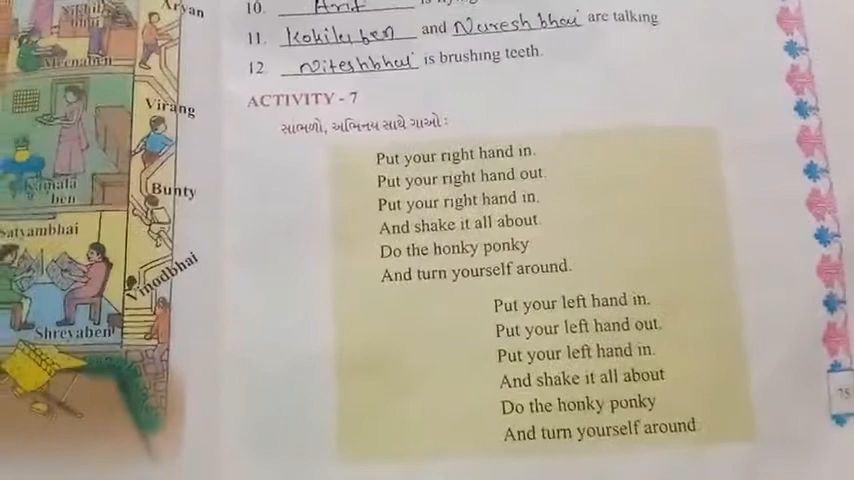 Nikhil
bhai
Aryan
Meenaben
Virang
Kamala
ben
Bunty
Satyambhai
Vinodbhai
Shreyaben
10. Arif
11. Kokilaben and Nareshbhai are talking
12. Niteshbhai is brushing teeth.
ACTIVITY - 7
સાંભળો, અભિનય સાથે ગાઓ :
Put your right hand in.
Put your right hand out.
Put your right hand in.
And shake it all about.
Do the honky ponky
And turn yourself around.
Put your left hand in.
Put your left hand out.
Put your left hand in.
And shake it all about
Do the honky ponky
And turn yourself around.
75